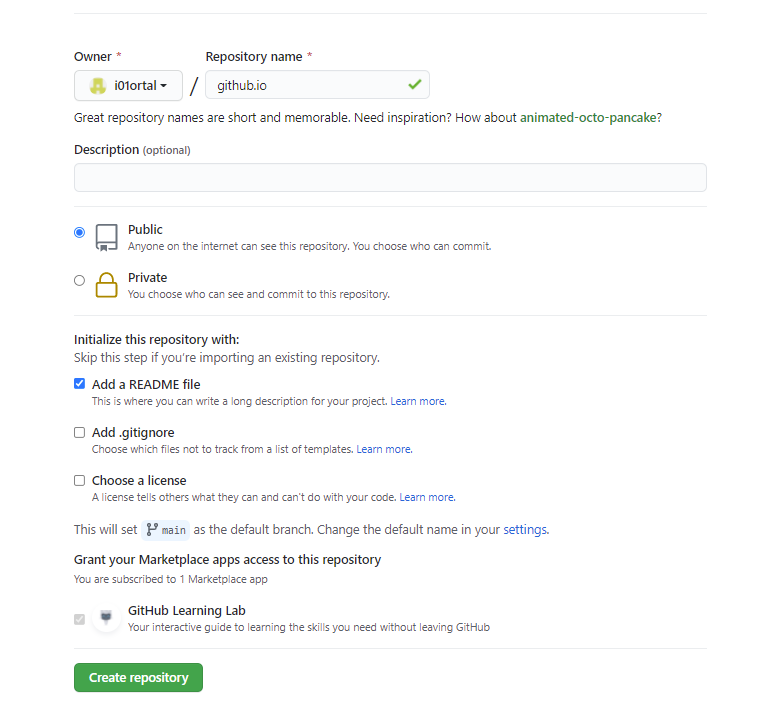 Owner * Repository name *
i01ortal / github.io
Great repository names are short and memorable. Need inspiration? How about animated-octo-pancake?
Description (optional)
Public
Anyone on the internet can see this repository. You choose who can commit.
Private
You choose who can see and commit to this repository.
Initialize this repository with:
Skip this step if you're importing an existing repository.
Add a README file
This is where you can write a long description for your project. Learn more.
Add .gitignore
Choose which files not to track from a list of templates. Learn more.
Choose a license
A license tells others what they can and can't do with your code. Learn more.
This will set main as the default branch. Change the default name in your settings.
Grant your Marketplace apps access to this repository
You are subscribed to 1 Marketplace app
GitHub Learning Lab
Your interactive guide to learning the skills you need without leaving GitHub
Create repository